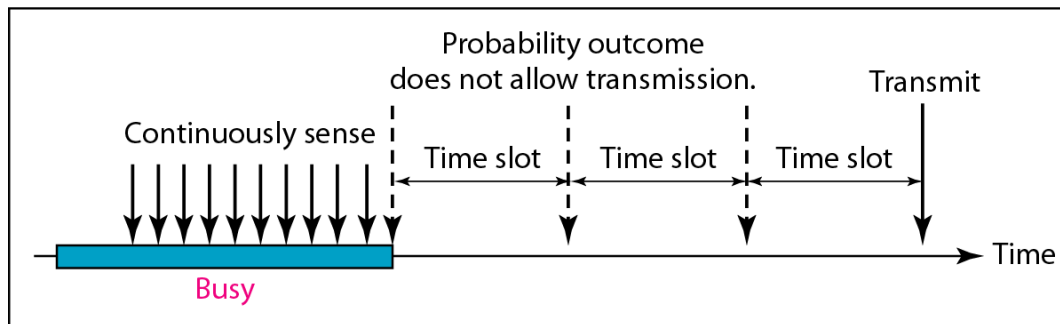 Probability outcome
does not allow transmission.
Transmit
Continuously sense
Time slot
Time slot
Time slot
Time
Busy